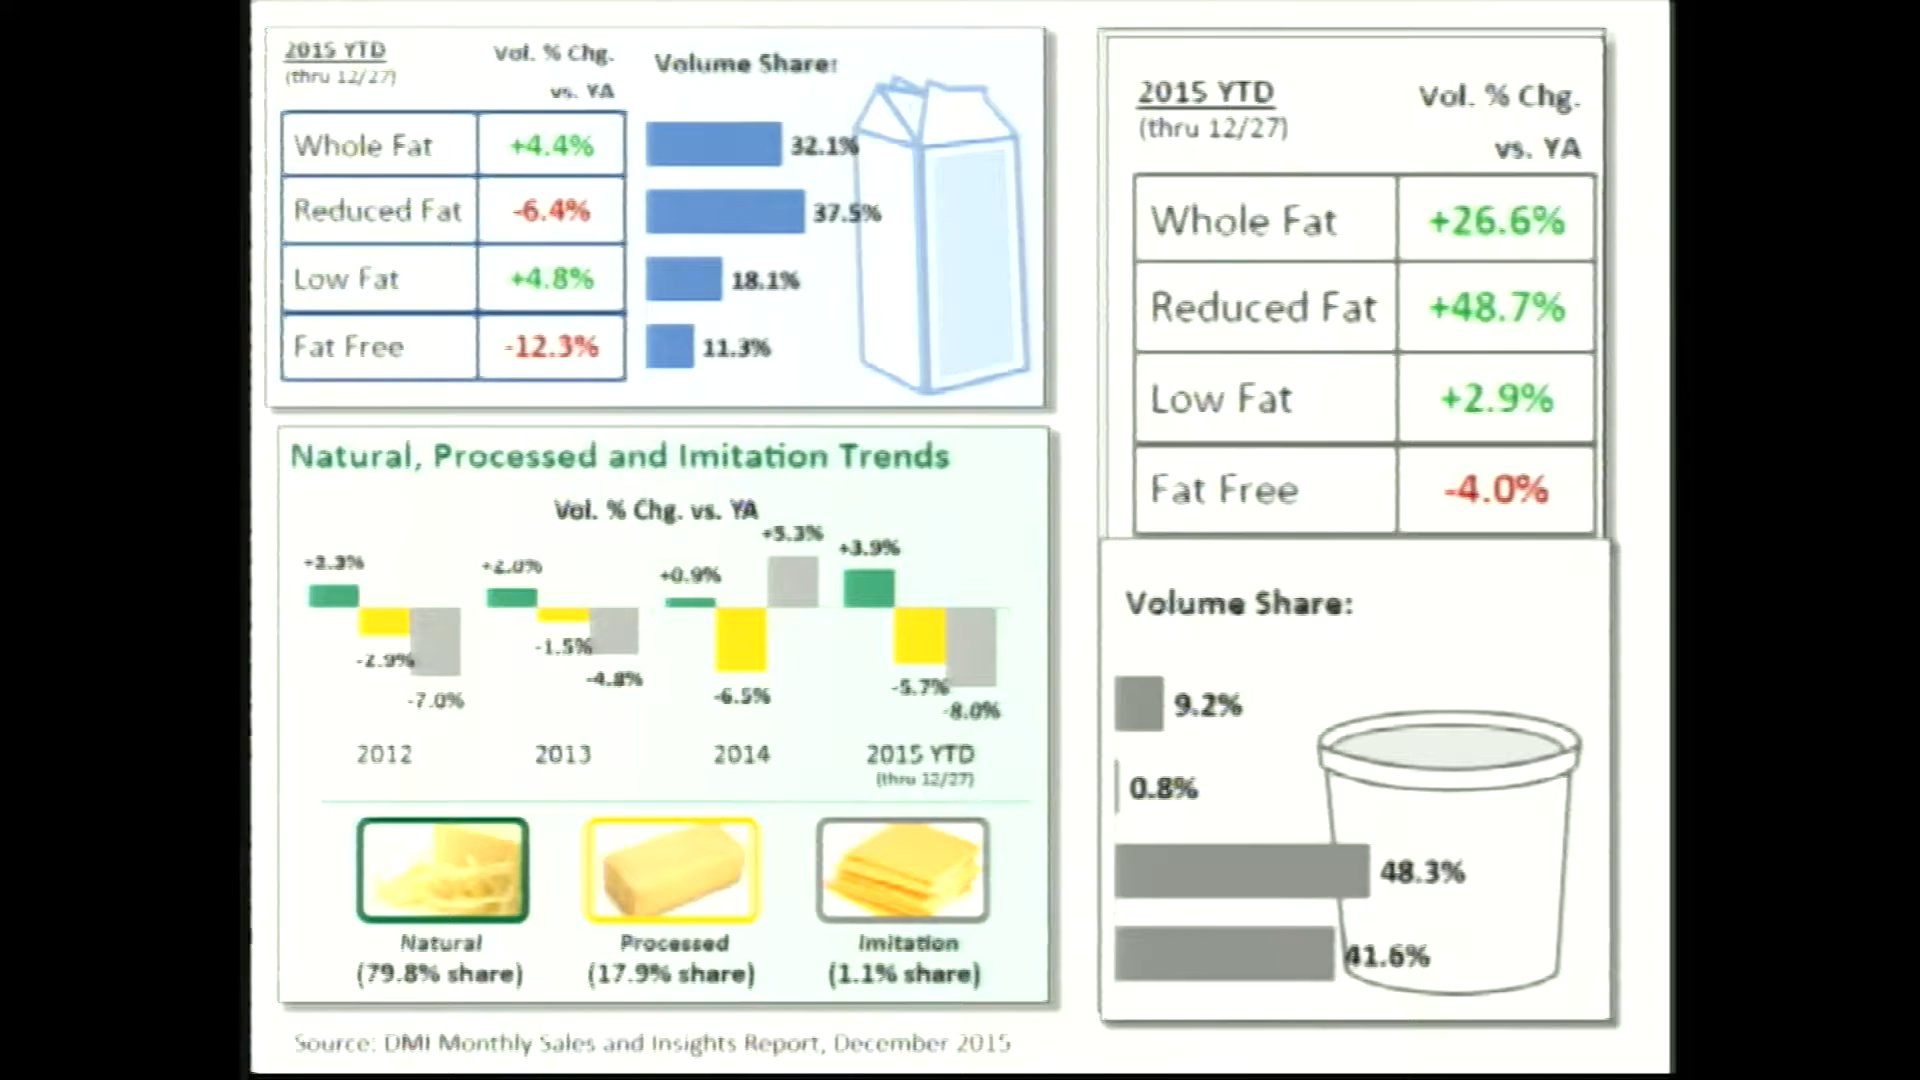 2015 YTD
(thru 12/27)
Vol. % Chg.
vs. YA
Volume Share:
Whole Fat +4.4% 32.1%
Reduced Fat -6.4% 37.5%
Low Fat +4.8% 18.1%
Fat Free -12.3% 11.3%
Natural, Processed and Imitation Trends
Vol. % Chg. vs. YA
+2.0% +0.9% +5.3% +3.9%
-2.9% -1.5% -6.5% -5.7%
-7.0% -4.8% -8.0%
2012 2013 2014 2015 YTD
(thru 12/27)
Natural Processed Imitation
(79.8% share) (17.9% share) (1.1% share)
Source: DMI Monthly Sales and Insights Report, December 2015
2015 YTD
(thru 12/27)
Vol. % Chg.
vs. YA
Whole Fat +26.6%
Reduced Fat +48.7%
Low Fat +2.9%
Fat Free -4.0%
Volume Share:
9.2%
0.8%
48.3%
41.6%